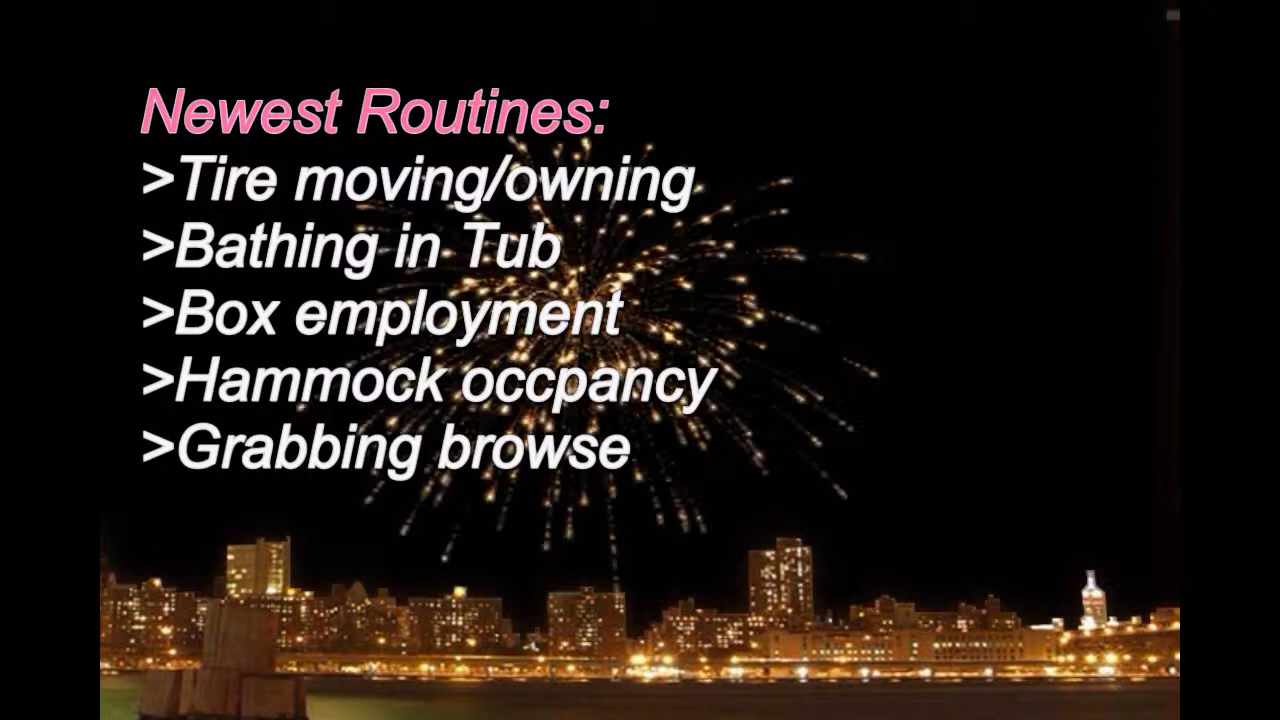 Newest Routines:
>Tire moving/owning
>Bathing in Tub
>Box employment
>Hammock occpancy
>Grabbing browse